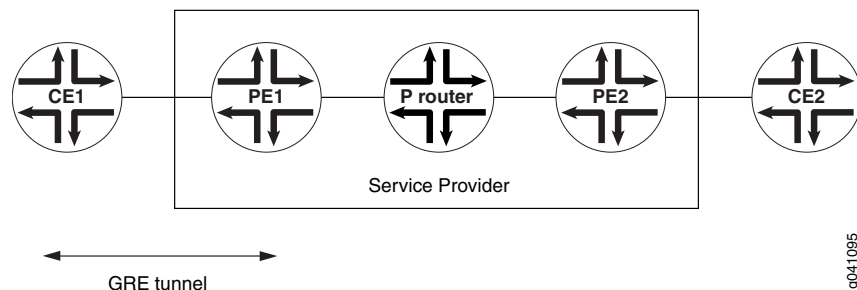 CE1
PE1
P router
PE2
CE2
Service Provider
GRE tunnel
g041095